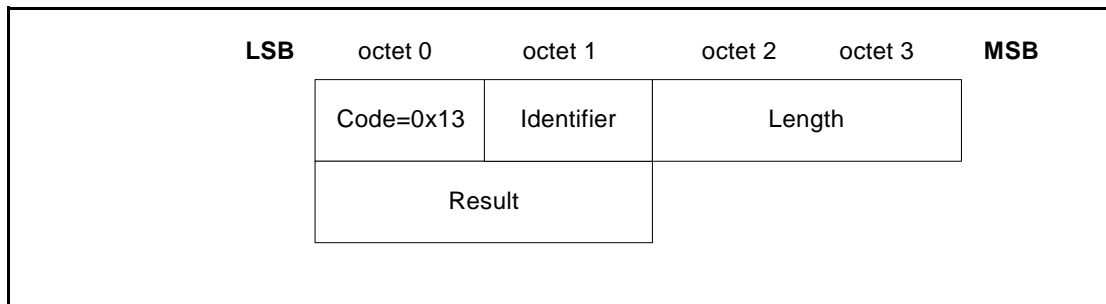 LSB octet 0 octet 1 octet 2 octet 3 MSB
Code=0x13 Identifier Length
Result